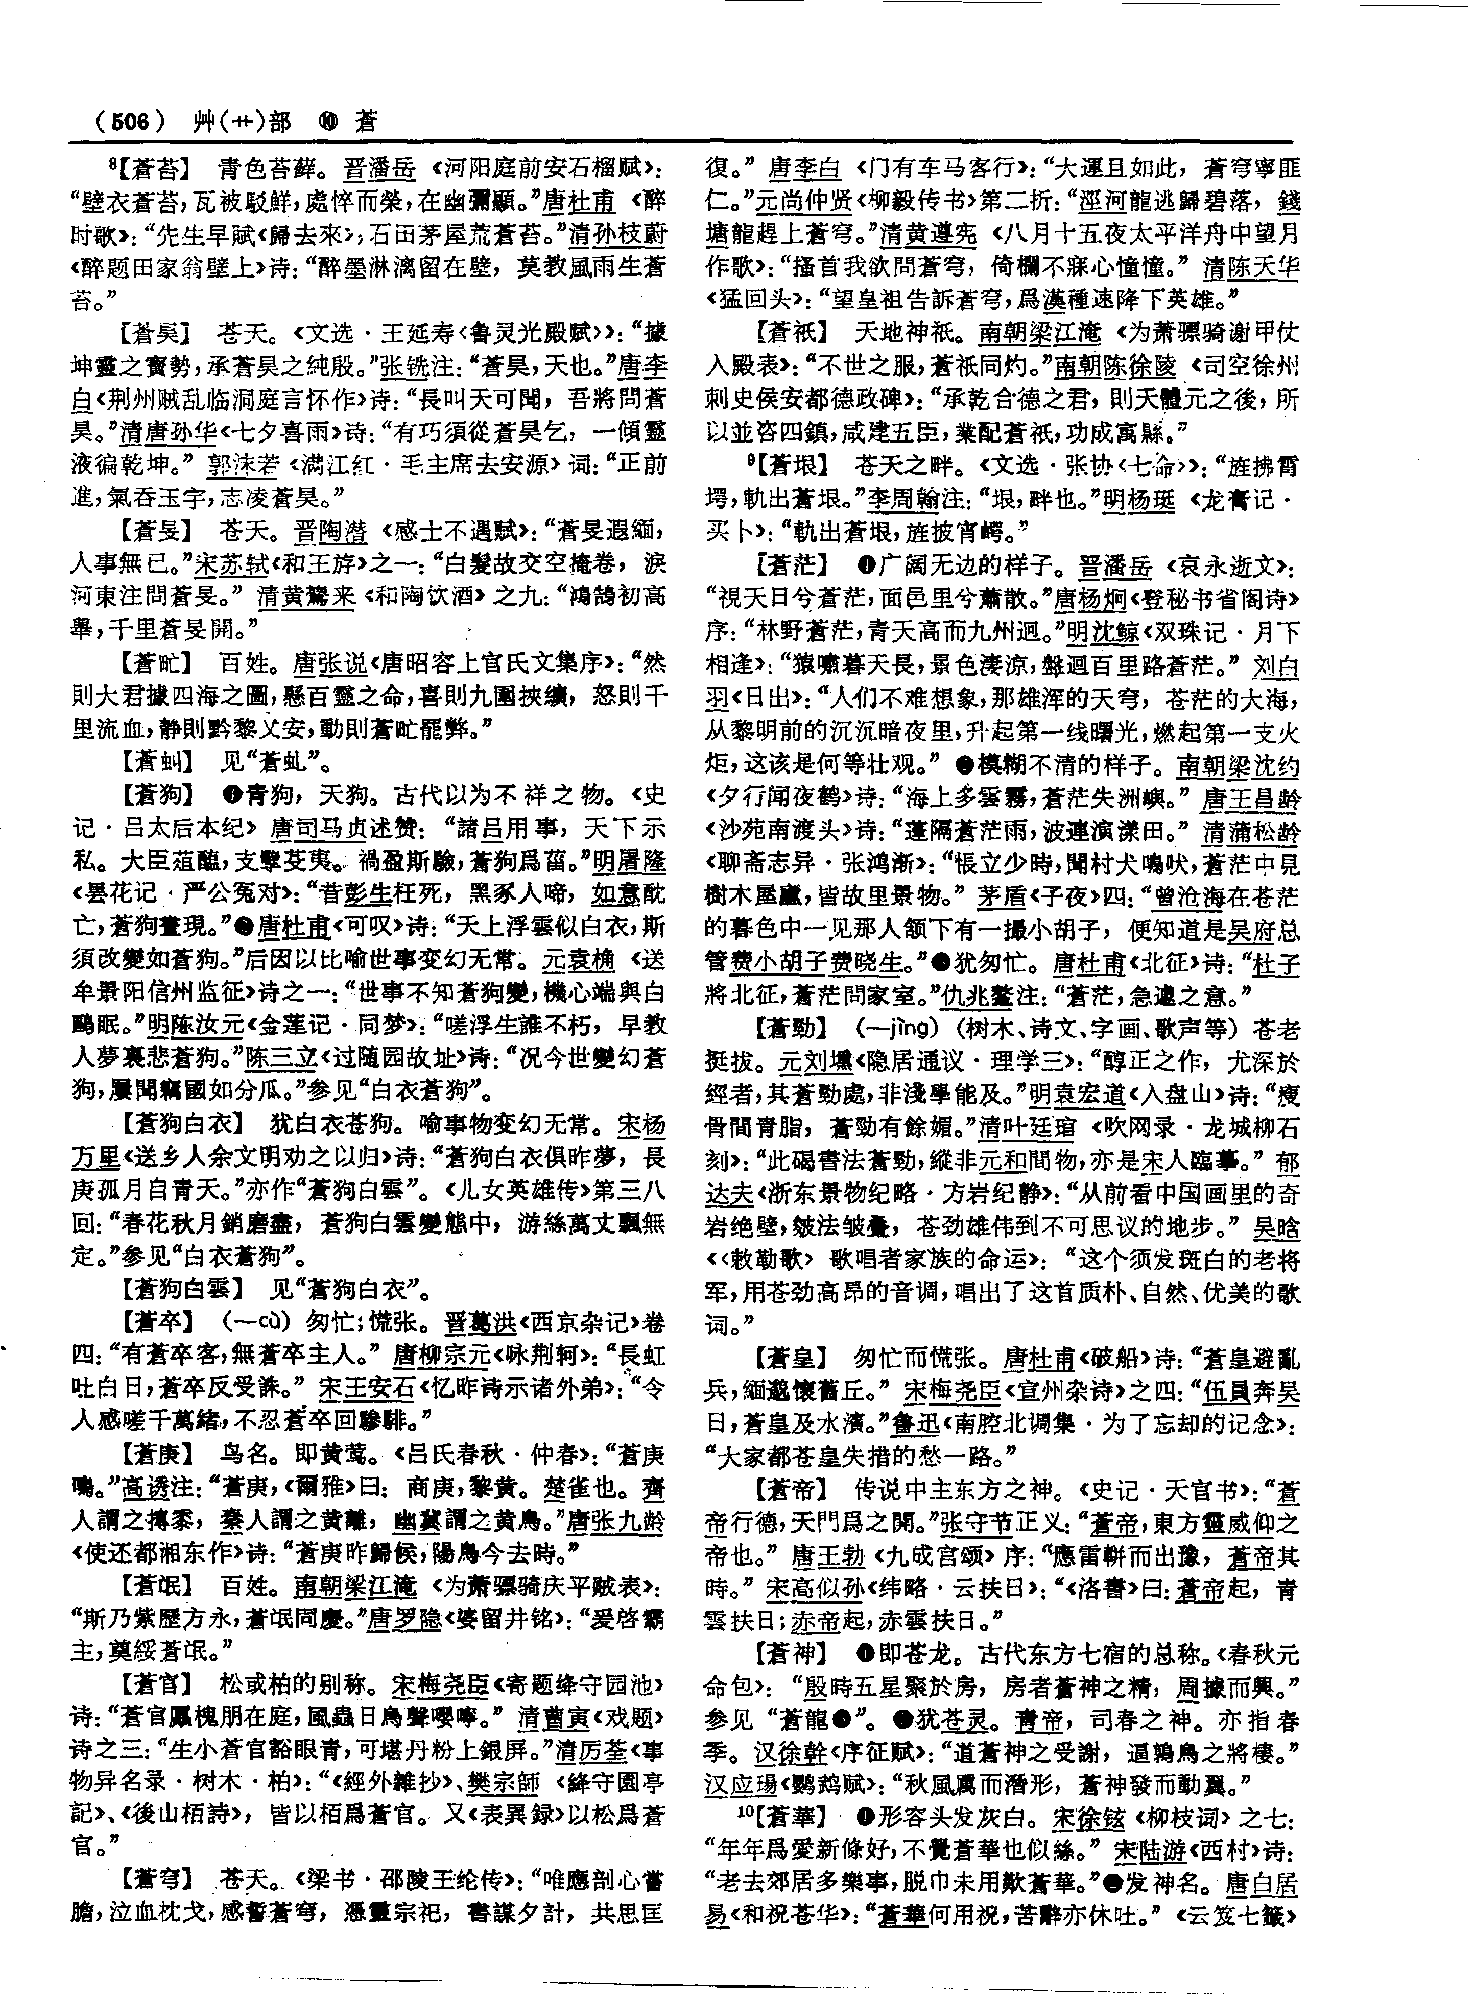 （506） 艸(艹)部 ⑩ 蒼
⁸【蒼苔】 青色苔蘚。晋潘岳《河阳庭前安石榴赋》：
“壁衣蒼苔，瓦被駁鮮，處悴而榮，在幽彌顯。”唐杜甫《醉
时歌》：“先生早賦《歸去來》，石田茅屋荒蒼苔。”清孙枝蔚
《醉题田家翁壁上》诗：“醉墨淋漓留在壁，莫教風雨生蒼
苔。”
【蒼昊】 苍天。《文选·王延寿〈鲁灵光殿赋〉》：“據
坤靈之寶勢，承蒼昊之純殷。”张铣注：“蒼昊，天也。”唐李
白《荆州贼乱临洞庭言怀作》诗：“長叫天可聞，吾將問蒼
昊。”清唐孙华《七夕喜雨》诗：“有巧須從蒼昊乞，一傾靈
液徧乾坤。”郭沫若《满江红·毛主席去安源》词：“正前
進，氣吞玉宇，志凌蒼昊。”
【蒼旻】 苍天。晋陶潜《感士不遇赋》：“蒼旻遐緬，
人事無已。”宋苏轼《和王斿》之一：“白髮故交空掩卷，淚
河東注問蒼旻。”清黄鷟来《和陶饮酒》之九：“鴻鵠初高
舉，千里蒼旻開。”
【蒼甿】 百姓。唐张说《唐昭容上官氏文集序》：“然
則大君據四海之圖，懸百靈之命，喜則九圍挾纊，怒則千
里流血，静則黔黎乂安，動則蒼甿罷弊。”
【蒼虯】 见“蒼虬”。
【蒼狗】 ❶青狗，天狗。古代以为不祥之物。《史
记·吕太后本纪》唐司马贞述赞：“諸吕用事，天下示
私。大臣葅醢，支孼芟夷。禍盈斯驗，蒼狗爲菑。”明屠隆
《昙花记·严公冤对》：“昔彭生枉死，黑豕人啼，如意酖
亡，蒼狗晝現。”❷唐杜甫《可叹》诗：“天上浮雲似白衣，斯
須改變如蒼狗。”后因以比喻世事变幻无常。元袁桷《送
牟景阳信州监征》诗之一：“世事不知蒼狗變，機心端與白
鷗眠。”明陈汝元《金莲记·同梦》：“嗟浮生誰不朽，早教
人夢裏悲蒼狗。”陈三立《过随园故址》诗：“况今世變幻蒼
狗，屢聞竊國如分瓜。”参见“白衣蒼狗”。
【蒼狗白衣】 犹白衣苍狗。喻事物变幻无常。宋杨
万里《送乡人余文明劝之以归》诗：“蒼狗白衣俱昨夢，長
庚孤月自青天。”亦作“蒼狗白雲”。《儿女英雄传》第三八
回：“春花秋月銷磨盡，蒼狗白雲變態中，游絲萬丈飄無
定。”参见“白衣蒼狗”。
【蒼狗白雲】 见“蒼狗白衣”。
【蒼卒】 （—cù）匆忙；慌张。晋葛洪《西京杂记》卷
四：“有蒼卒客，無蒼卒主人。”唐柳宗元《咏荆轲》：“長虹
吐白日，蒼卒反受誅。”宋王安石《忆昨诗示诸外弟》：“令
人感嗟千萬緒，不忍蒼卒回驂騑。”
【蒼庚】 鸟名。即黄莺。《吕氏春秋·仲春》：“蒼庚
鳴。”高诱注：“蒼庚，《爾雅》曰：商庚，黎黄。楚雀也。齊
人謂之搏黍，秦人謂之黄離，幽冀謂之黄鳥。”唐张九龄
《使还都湘东作》诗：“蒼庚昨歸候，陽鳥今去時。”
【蒼氓】 百姓。南朝梁江淹《为萧骠骑庆平贼表》：
“斯乃紫歷方永，蒼氓同慶。”唐罗隐《婆留井铭》：“爰啓霸
主，奠綏蒼氓。”
【蒼官】 松或柏的别称。宋梅尧臣《寄题绛守园池》
诗：“蒼官鳳槐朋在庭，風蟲日鳥聲嚶嚀。”清曹寅《戏题》
诗之三：“生小蒼官豁眼青，可堪丹粉上銀屏。”清厉荃《事
物异名录·树木·柏》：“《經外雜抄》、樊宗師《絳守園亭
記》、《後山栢詩》，皆以栢爲蒼官。又《表異録》以松爲蒼
官。”
【蒼穹】 苍天。《梁书·邵陵王纶传》：“唯應剖心嘗
膽，泣血枕戈，感誓蒼穹，憑靈宗祀，晝謀夕計，共思匡
復。”唐李白《门有车马客行》：“大運且如此，蒼穹寧匪
仁。”元尚仲贤《柳毅传书》第二折：“涇河龍逃歸碧落，錢
塘龍趕上蒼穹。”清黄遵宪《八月十五夜太平洋舟中望月
作歌》：“搔首我欲問蒼穹，倚欄不寐心憧憧。”清陈天华
《猛回头》：“望皇祖告訴蒼穹，爲漢種速降下英雄。”
【蒼祇】 天地神祇。南朝梁江淹《为萧骠骑谢甲仗
入殿表》：“不世之服，蒼祇同灼。”南朝陈徐陵《司空徐州
刺史侯安都德政碑》：“承乾合德之君，則天體元之後，所
以並咨四鎮，咸建五臣，業配蒼祇，功成寓縣。”
⁹【蒼垠】 苍天之畔。《文选·张协〈七命〉》：“旌拂霄
堮，軌出蒼垠。”李周翰注：“垠，畔也。”明杨珽《龙膏记·
买卜》：“軌出蒼垠，旌披宵崿。”
【蒼茫】 ❶广阔无边的样子。晋潘岳《哀永逝文》：
“視天日兮蒼茫，面邑里兮蕭散。”唐杨炯《登秘书省阁诗》
序：“林野蒼茫，青天高而九州迥。”明沈鲸《双珠记·月下
相逢》：“猿嘯暮天長，景色凄凉，盤迴百里路蒼茫。”刘白
羽《日出》：“人们不难想象，那雄浑的天穹，苍茫的大海，
从黎明前的沉沉暗夜里，升起第一线曙光，燃起第一支火
炬，这该是何等壮观。”❷模糊不清的样子。南朝梁沈约
《夕行闻夜鹤》诗：“海上多雲霧，蒼茫失洲嶼。”唐王昌龄
《沙苑南渡头》诗：“蓬隔蒼茫雨，波連演漾田。”清蒲松龄
《聊斋志异·张鸿渐》：“悵立少時，聞村犬鳴吠，蒼茫中見
樹木屋廬，皆故里景物。”茅盾《子夜》四：“曾沧海在苍茫
的暮色中一见那人颔下有一撮小胡子，便知道是吴府总
管费小胡子费晓生。”❸犹匆忙。唐杜甫《北征》诗：“杜子
將北征，蒼茫問家室。”仇兆鳌注：“蒼茫，急遽之意。”
【蒼勁】 （—jìng）（树木、诗文、字画、歌声等）苍老
挺拔。元刘壎《隐居通议·理学三》：“醇正之作，尤深於
經者，其蒼勁處，非淺學能及。”明袁宏道《入盘山》诗：“瘦
骨間青脂，蒼勁有餘媚。”清叶廷琯《吹网录·龙城柳石
刻》：“此碣書法蒼勁，縱非元和間物，亦是宋人臨摹。”郁
达夫《浙东景物纪略·方岩纪静》：“从前看中国画里的奇
岩绝壁，皴法皱叠，苍劲雄伟到不可思议的地步。”吴晗
《〈敕勒歌〉歌唱者家族的命运》：“这个须发斑白的老将
军，用苍劲高昂的音调，唱出了这首质朴、自然、优美的歌
词。”
【蒼皇】 匆忙而慌张。唐杜甫《破船》诗：“蒼皇避亂
兵，緬邈懷舊丘。”宋梅尧臣《宣州杂诗》之四：“伍員奔吴
日，蒼皇及水濱。”鲁迅《南腔北调集·为了忘却的记念》：
“大家都苍皇失措的愁一路。”
【蒼帝】 传说中主东方之神。《史记·天官书》：“蒼
帝行德，天門爲之開。”张守节正义：“蒼帝，東方靈威仰之
帝也。”唐王勃《九成宫颂》序：“應雷軿而出豫，蒼帝其
時。”宋高似孙《纬略·云扶日》：“《洛書》曰：蒼帝起，青
雲扶日；赤帝起，赤雲扶日。”
【蒼神】 ❶即苍龙。古代东方七宿的总称。《春秋元
命包》：“殷時五星聚於房，房者蒼神之精，周據而興。”
参见“蒼龍❷”。❷犹苍灵。青帝，司春之神。亦指春
季。汉徐幹《序征赋》：“道蒼神之受謝，逼鶉鳥之將棲。”
汉应瑒《鹦鹉赋》：“秋風厲而潛形，蒼神發而動翼。”
¹⁰【蒼華】 ❶形容头发灰白。宋徐铉《柳枝词》之七：
“年年爲愛新條好，不覺蒼華也似絲。”宋陆游《西村》诗：
“老去郊居多樂事，脱巾未用歎蒼華。”❷发神名。唐白居
易《和祝苍华》：“蒼華何用祝，苦辭亦休吐。”《云笈七籤》